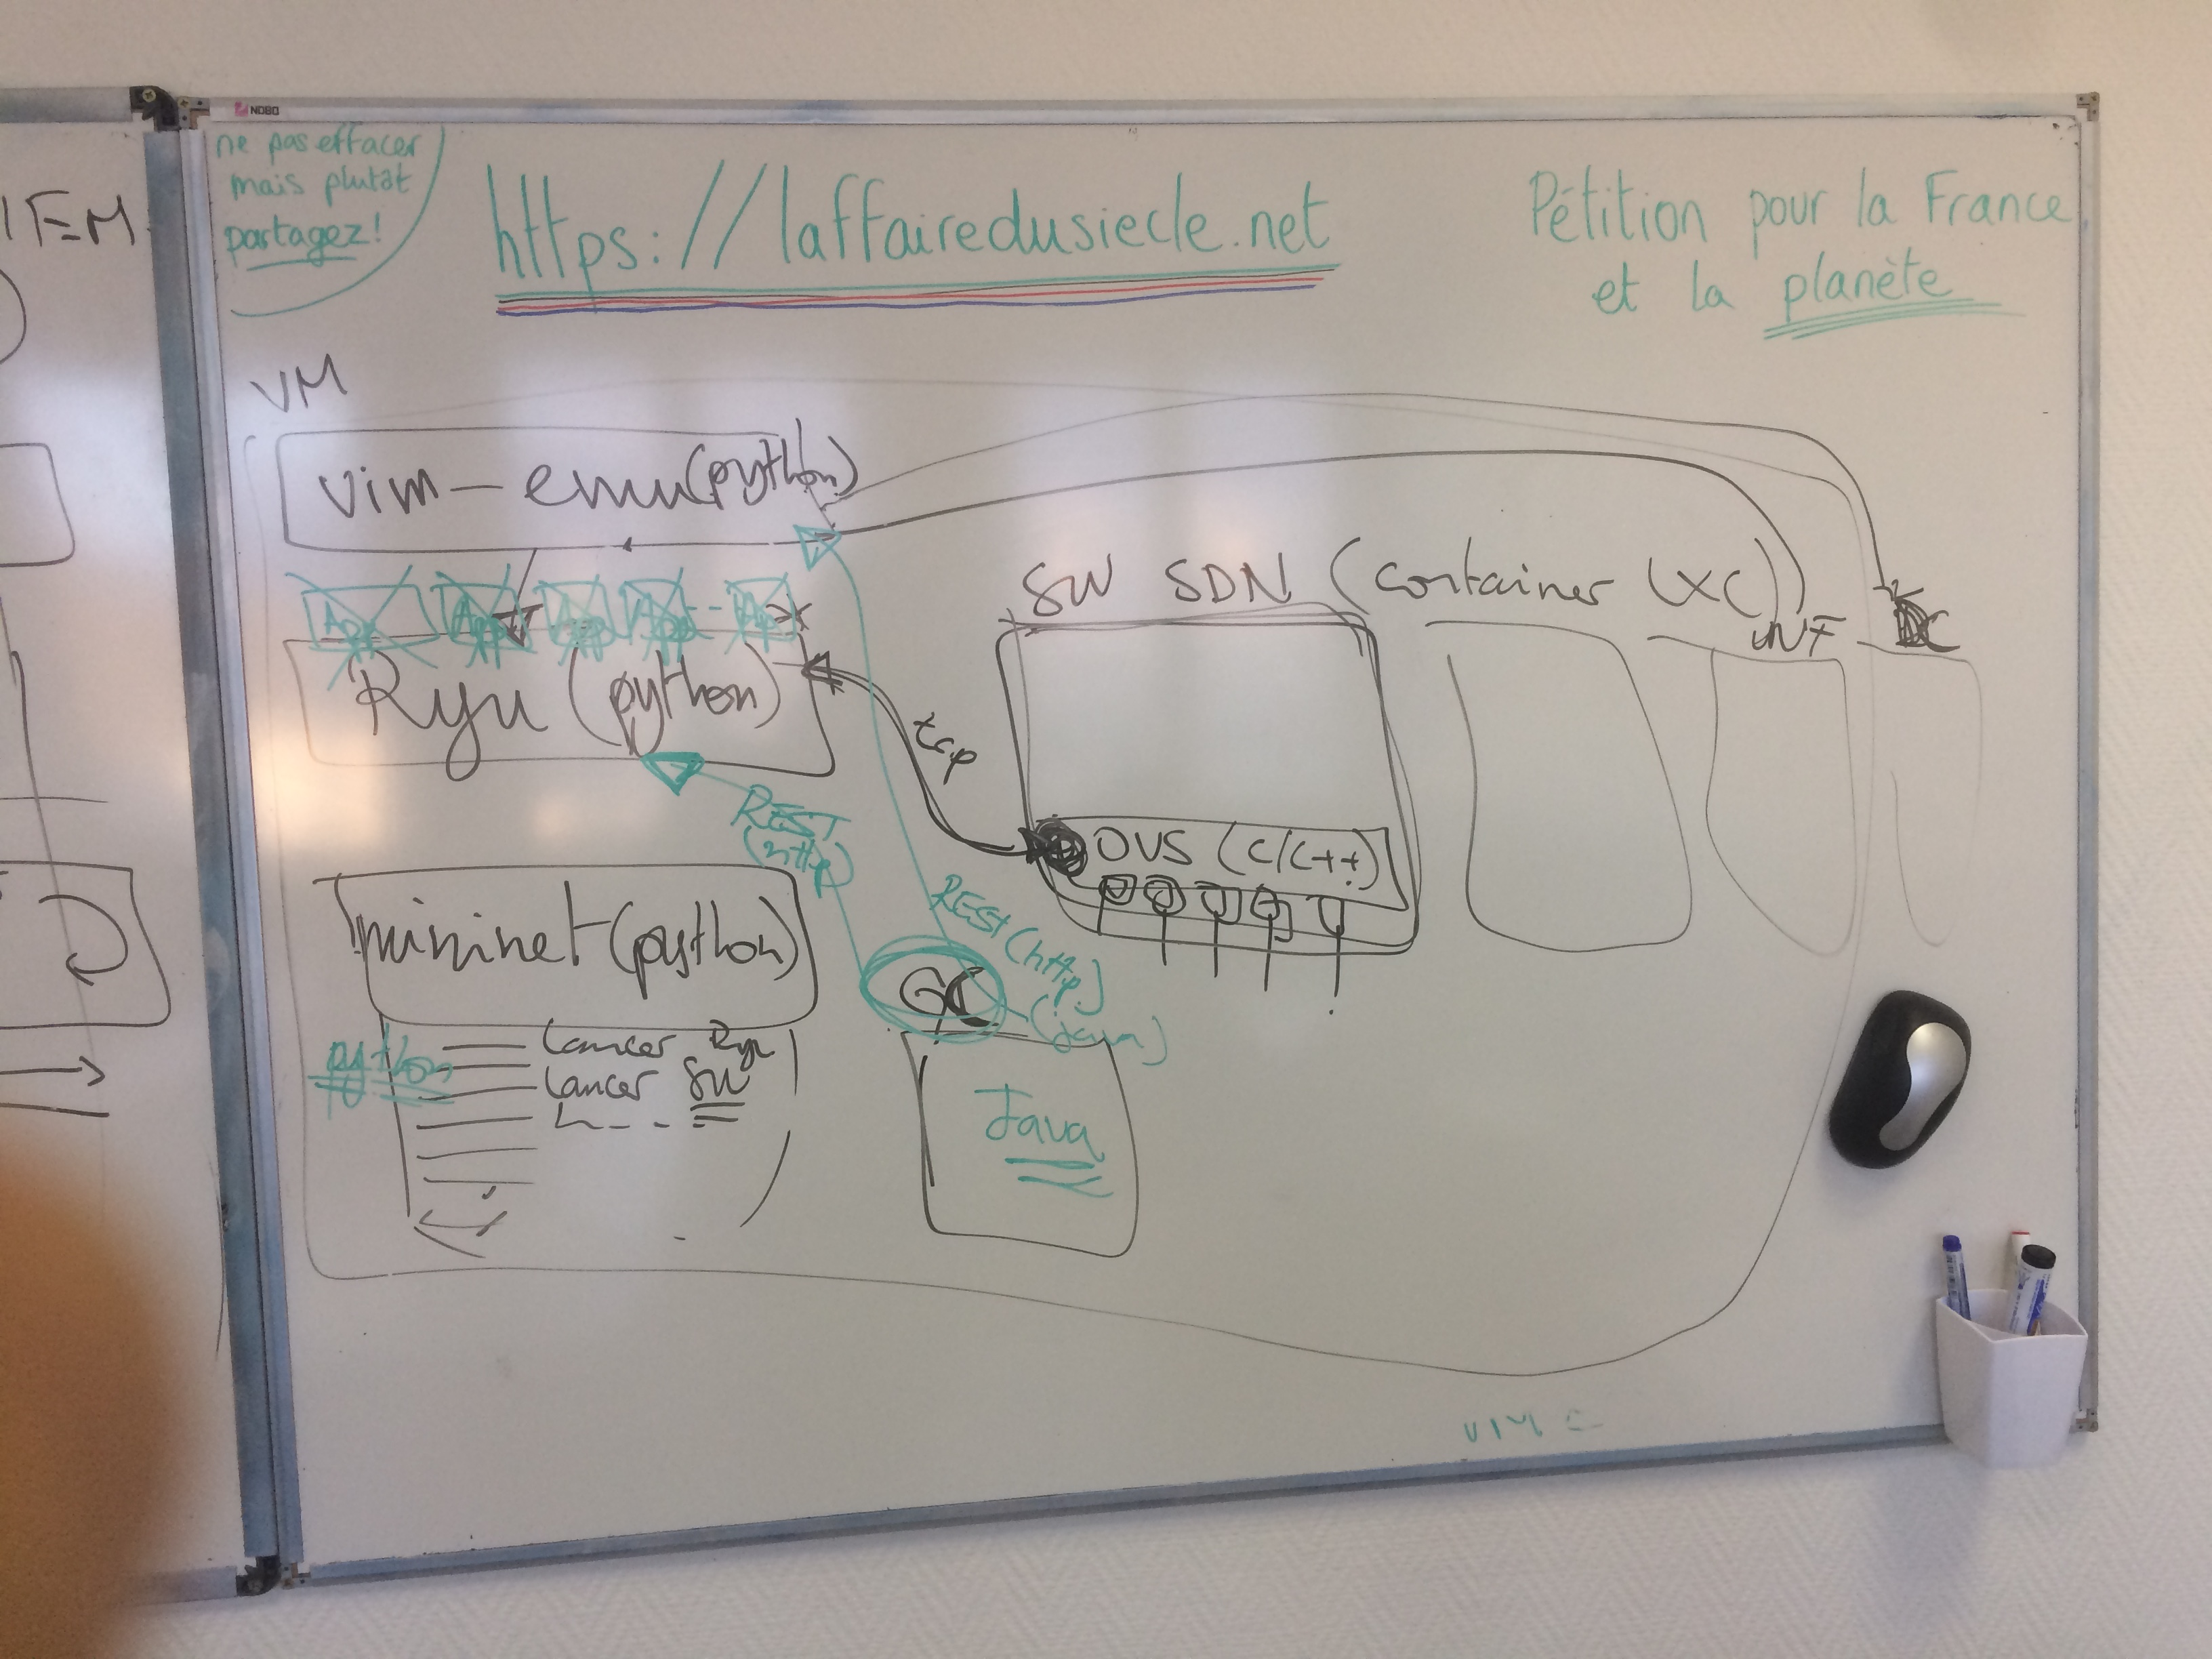 NOBO
ne pas effacer
mais plutôt
partagez!
https://laffairedusiecle.net
Pétition pour la France
et la planète
IEM
VM
vim-emu(python)
App App App App - App
Ryu (python)
tcp
SW SDN (container LXC)
VNF
DC
OVS (C/C++)
REST
(http)
mininet(python)
REST (http)
(java)
GC
python
lancer Ryu
lancer SW
L---
Java
VIM